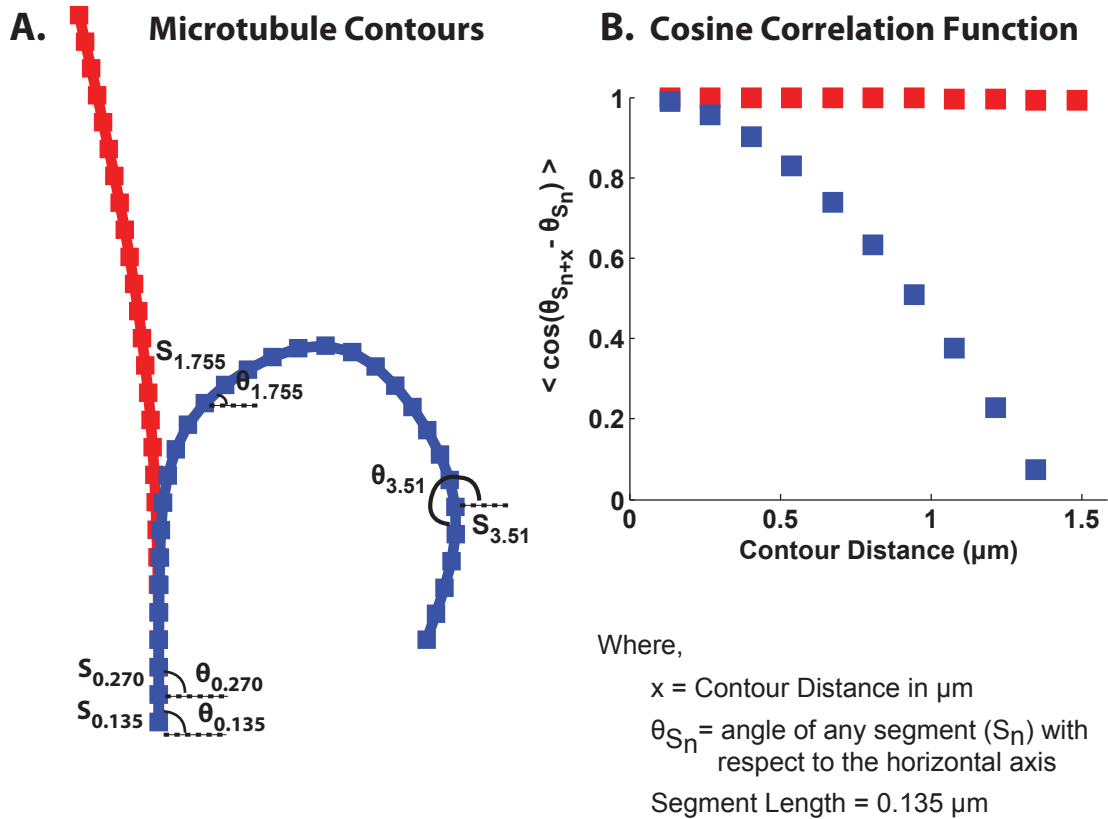 A. Microtubule Contours
S1.755
θ1.755
θ3.51
S3.51
S0.270 θ0.270
S0.135 θ0.135
B. Cosine Correlation Function
< cos(θSn+x - θSn) >
1
0.8
0.6
0.4
0.2
0
0 0.5 1 1.5
Contour Distance (µm)
Where,
x = Contour Distance in µm
θSn = angle of any segment (Sn) with
respect to the horizontal axis
Segment Length = 0.135 µm